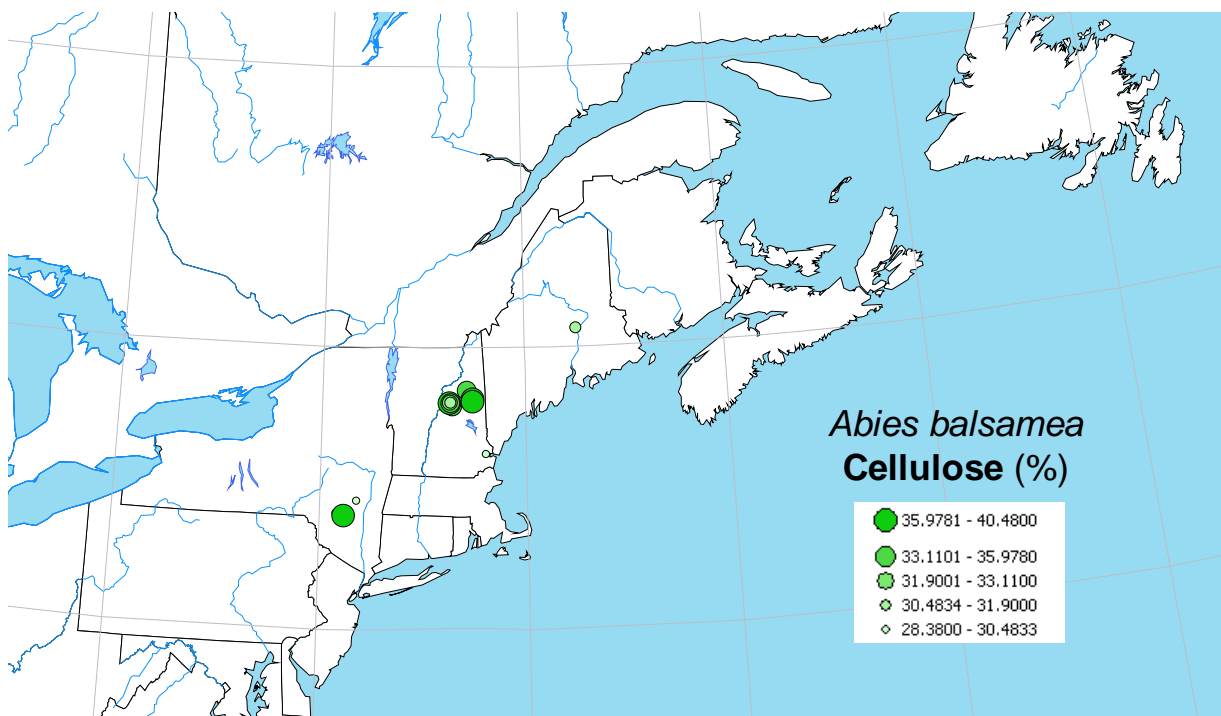 Abies balsamea
Cellulose (%)
35.9781 - 40.4800
33.1101 - 35.9780
31.9001 - 33.1100
30.4834 - 31.9000
28.3800 - 30.4833